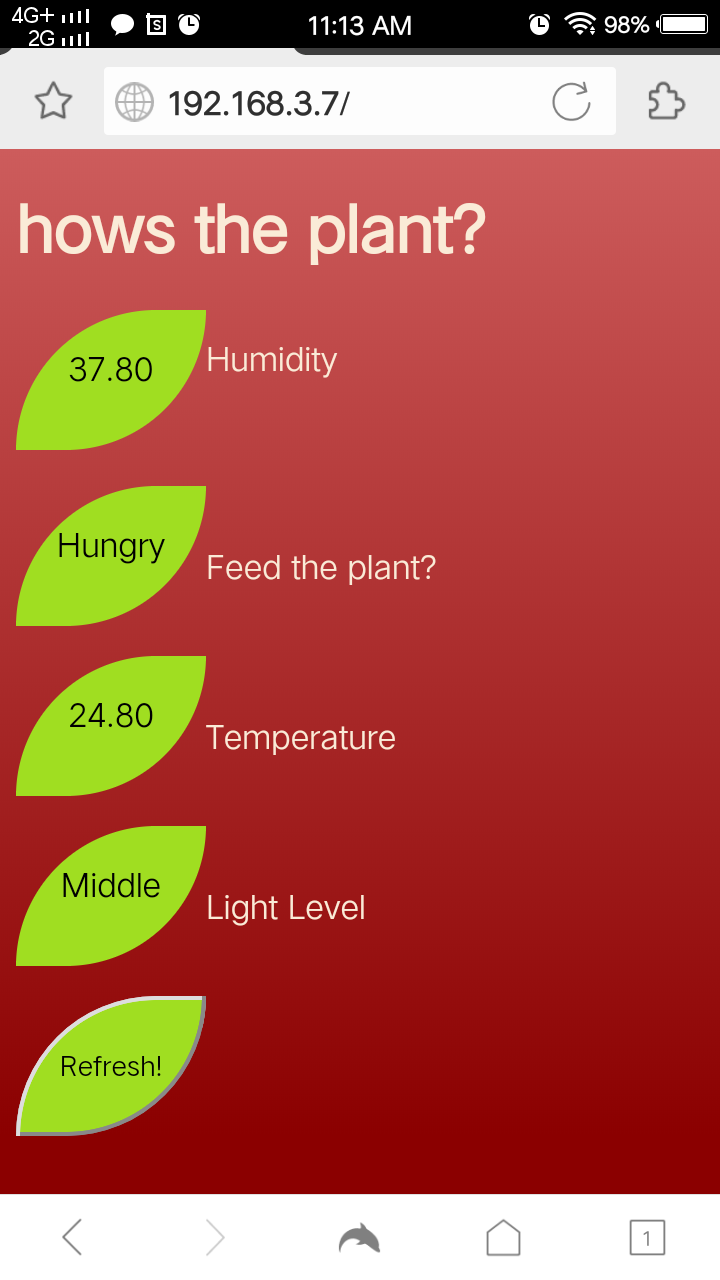 4G+ 11:13 AM 98%
2G
192.168.3.7/
hows the plant?
37.80 Humidity
Hungry Feed the plant?
24.80 Temperature
Middle Light Level
Refresh!
1